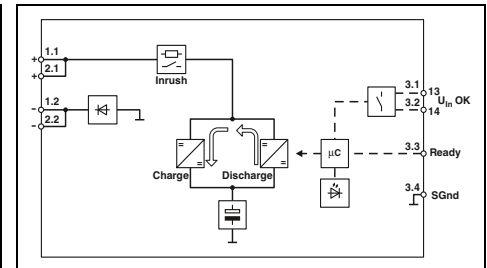 + 1.1
+ 2.1
- 1.2
- 2.2
Inrush
Charge
Discharge
= =
= =
µC
3.1 13
UIn OK
3.2 14
3.3 Ready
3.4 SGnd